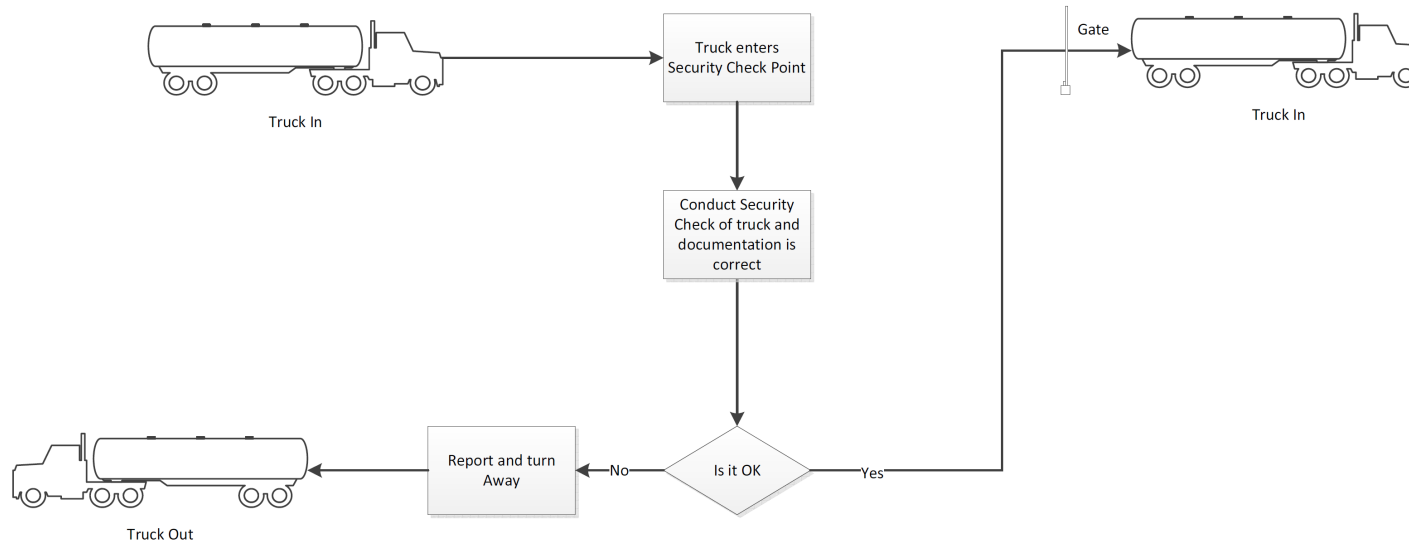 Truck In
Truck enters
Security Check Point
Gate
Truck In
Conduct Security
Check of truck and
documentation is
correct
Is it OK
Yes
No
Report and turn
Away
Truck Out